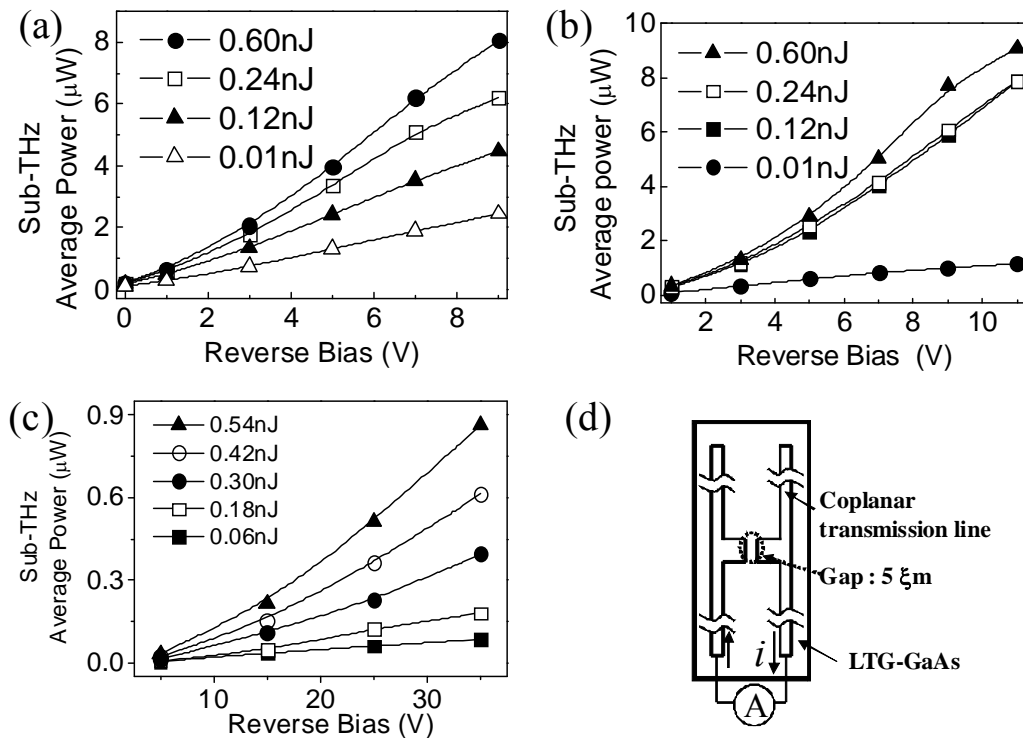 (a)
0.60nJ
0.24nJ
0.12nJ
0.01nJ
Sub-THz
Average Power (μW)
8
6
4
2
0
0 2 4 6 8
Reverse Bias (V)
(b)
0.60nJ
0.24nJ
0.12nJ
0.01nJ
Sub-THz
Average power (μW)
10
8
6
4
2
0
2 4 6 8 10
Reverse Bias (V)
(c)
0.54nJ
0.42nJ
0.30nJ
0.18nJ
0.06nJ
Sub-THz
Average Power (μW)
0.9
0.6
0.3
0.0
10 20 30
Reverse Bias (V)
(d)
Coplanar
transmission line
Gap : 5 ξm
LTG-GaAs
i
A